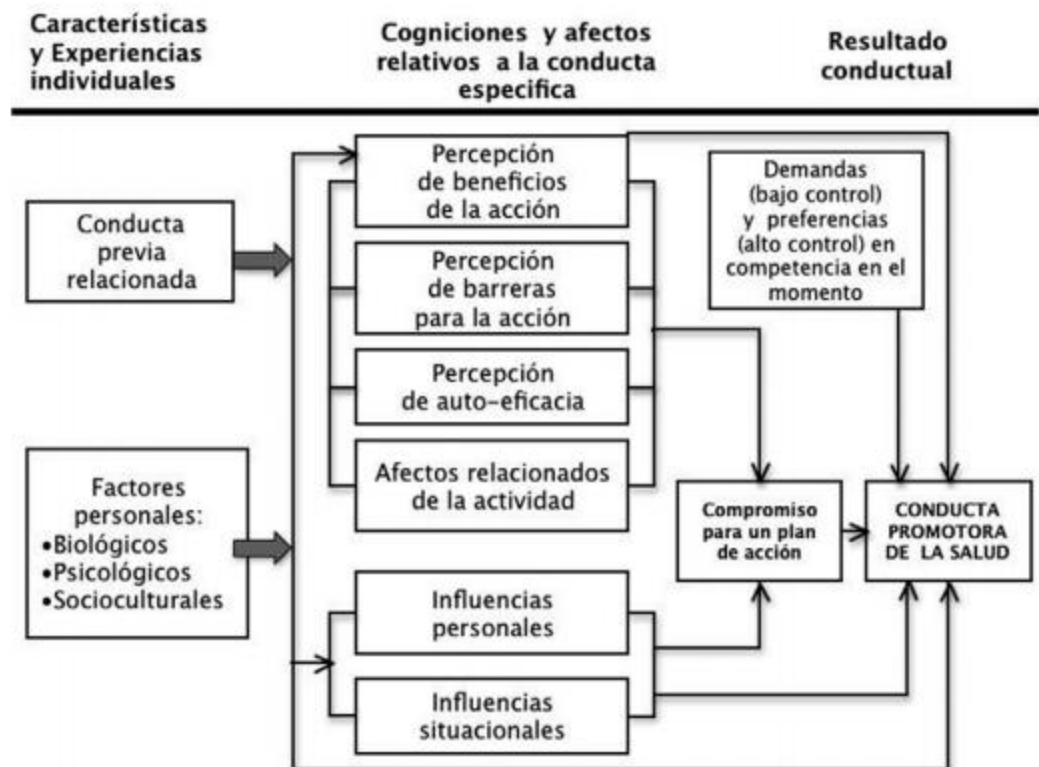 Características
y Experiencias
individuales
Cogniciones y afectos
relativos a la conducta
especifica
Resultado
conductual
Conducta
previa
relacionada
Factores
personales:
•Biológicos
•Psicológicos
•Socioculturales
Percepción
de beneficios
de la acción
Percepción
de barreras
para la acción
Percepción
de auto-eficacia
Afectos relacionados
de la actividad
Influencias
personales
Influencias
situacionales
Demandas
(bajo control)
y preferencias
(alto control) en
competencia en el
momento
Compromiso
para un plan
de acción
CONDUCTA
PROMOTORA
DE LA SALUD